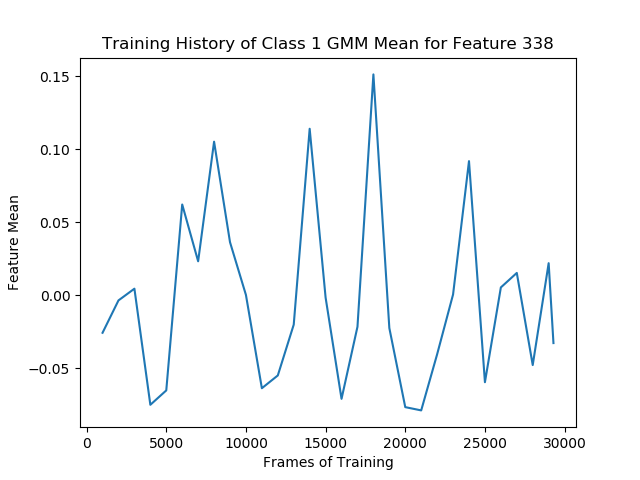 Training History of Class 1 GMM Mean for Feature 338
0.15
0.10
0.05
0.00
−0.05
Feature Mean
0 5000 10000 15000 20000 25000 30000
Frames of Training